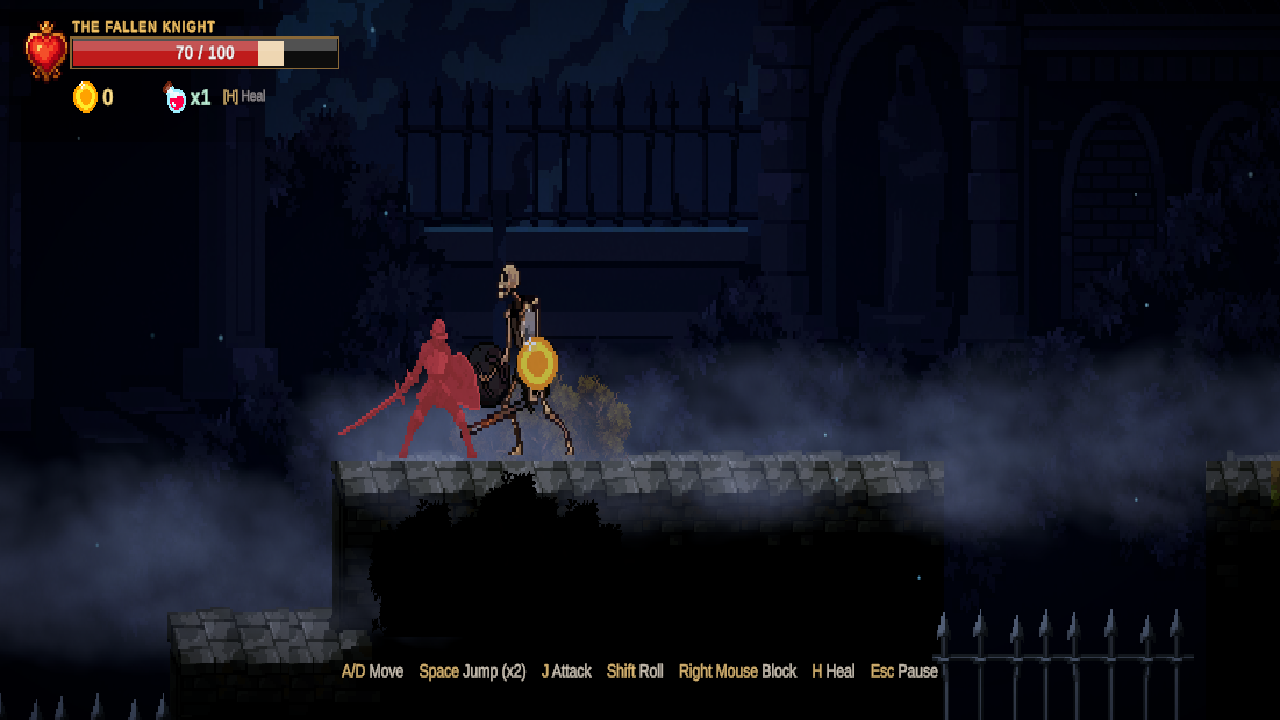 THE FALLEN KNIGHT
70 / 100
0 x1 [H] Heal
A/D Move Space Jump (x2) J Attack Shift Roll Right Mouse Block H Heal Esc Pause